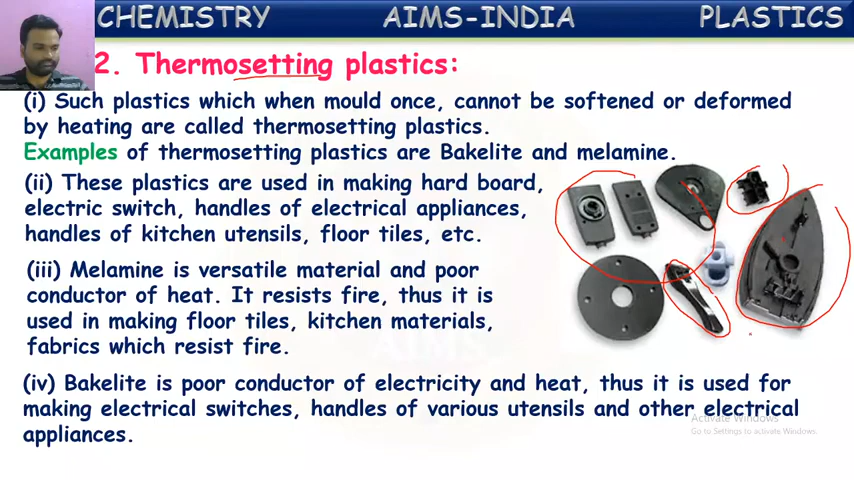 CHEMISTRY AIMS-INDIA PLASTICS
2. Thermosetting plastics:
(i) Such plastics which when mould once, cannot be softened or deformed
by heating are called thermosetting plastics.
Examples of thermosetting plastics are Bakelite and melamine.
(ii) These plastics are used in making hard board,
electric switch, handles of electrical appliances,
handles of kitchen utensils, floor tiles, etc.
(iii) Melamine is versatile material and poor
conductor of heat. It resists fire, thus it is
used in making floor tiles, kitchen materials,
fabrics which resist fire.
AIMS
(iv) Bakelite is poor conductor of electricity and heat, thus it is used for
making electrical switches, handles of various utensils and other electrical
appliances.
Activate Windows
Go to Settings to activate Windows.